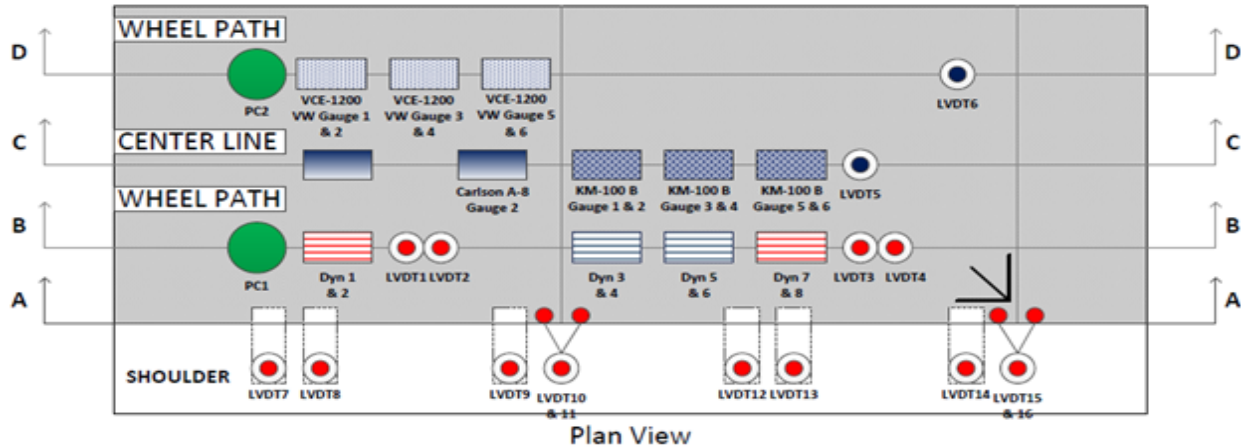 WHEEL PATH
D
D
VCE-1200
VW Gauge 1
& 2
VCE-1200
VW Gauge 3
& 4
VCE-1200
VW Gauge 5
& 6
LVDT6
PC2
C
CENTER LINE
C
Carlson A-8
Gauge 2
KM-100 B
Gauge 1 & 2
KM-100 B
Gauge 3 & 4
KM-100 B
Gauge 5 & 6
LVDT5
WHEEL PATH
B
B
PC1
Dyn 1
& 2
LVDT1
LVDT2
Dyn 3
& 4
Dyn 5
& 6
Dyn 7
& 8
LVDT3
LVDT4
A
A
SHOULDER
LVDT7
LVDT8
LVDT9
LVDT10
& 11
LVDT12
LVDT13
LVDT14
LVDT15
& 16
Plan View